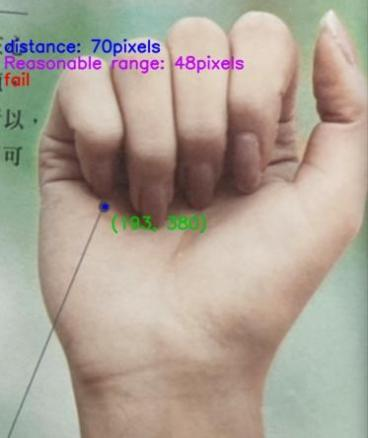 distance: 70pixels
Reasonable range: 48pixels
fail
以，
可
(193, 380)